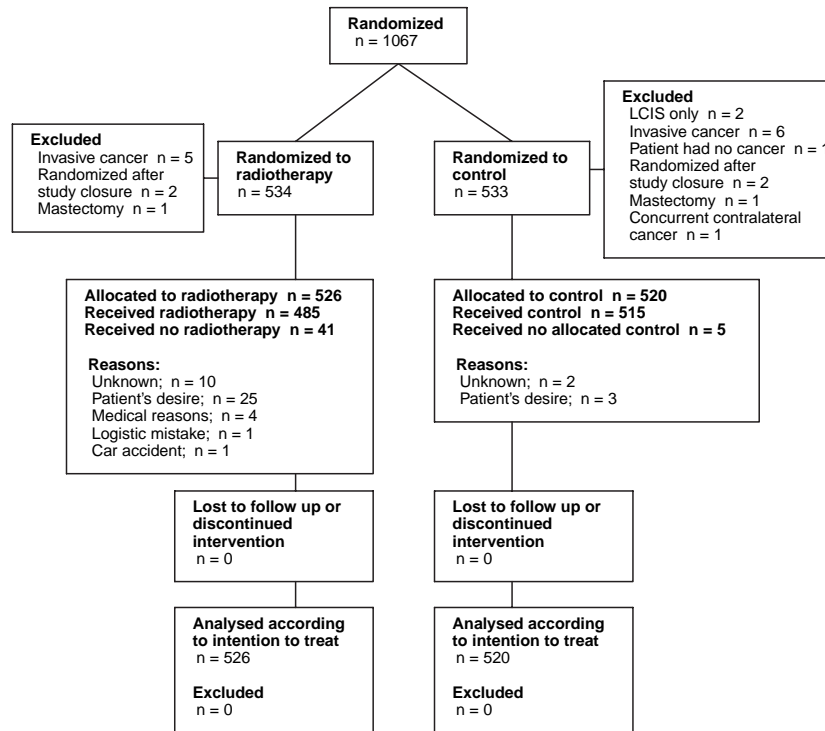 Randomized
n = 1067
Excluded
Invasive cancer n = 5
Randomized after
study closure n = 2
Mastectomy n = 1
Randomized to
radiotherapy
n = 534
Randomized to
control
n = 533
Excluded
LCIS only n = 2
Invasive cancer n = 6
Patient had no cancer n = 1
Randomized after
study closure n = 2
Mastectomy n = 1
Concurrent contralateral
cancer n = 1
Allocated to radiotherapy n = 526
Received radiotherapy n = 485
Received no radiotherapy n = 41
Reasons:
Unknown; n = 10
Patient's desire; n = 25
Medical reasons; n = 4
Logistic mistake; n = 1
Car accident; n = 1
Allocated to control n = 520
Received control n = 515
Received no allocated control n = 5
Reasons:
Unknown; n = 2
Patient's desire; n = 3
Lost to follow up or
discontinued
intervention
n = 0
Lost to follow up or
discontinued
intervention
n = 0
Analysed according
to intention to treat
n = 526
Excluded
n = 0
Analysed according
to intention to treat
n = 520
Excluded
n = 0